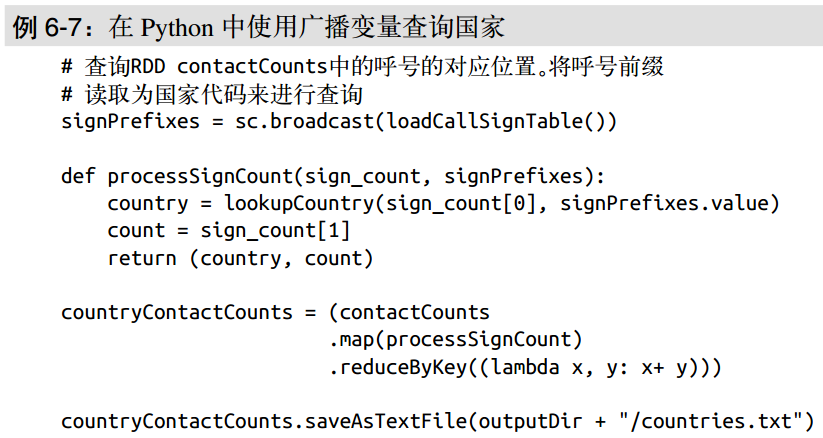 例 6-7：在 Python 中使用广播变量查询国家
# 查询RDD contactCounts中的呼号的对应位置。将呼号前缀
# 读取为国家代码来进行查询
signPrefixes = sc.broadcast(loadCallSignTable())
def processSignCount(sign_count, signPrefixes):
    country = lookupCountry(sign_count[0], signPrefixes.value)
    count = sign_count[1]
    return (country, count)
countryContactCounts = (contactCounts
                        .map(processSignCount)
                        .reduceByKey((lambda x, y: x+ y)))
countryContactCounts.saveAsTextFile(outputDir + "/countries.txt")